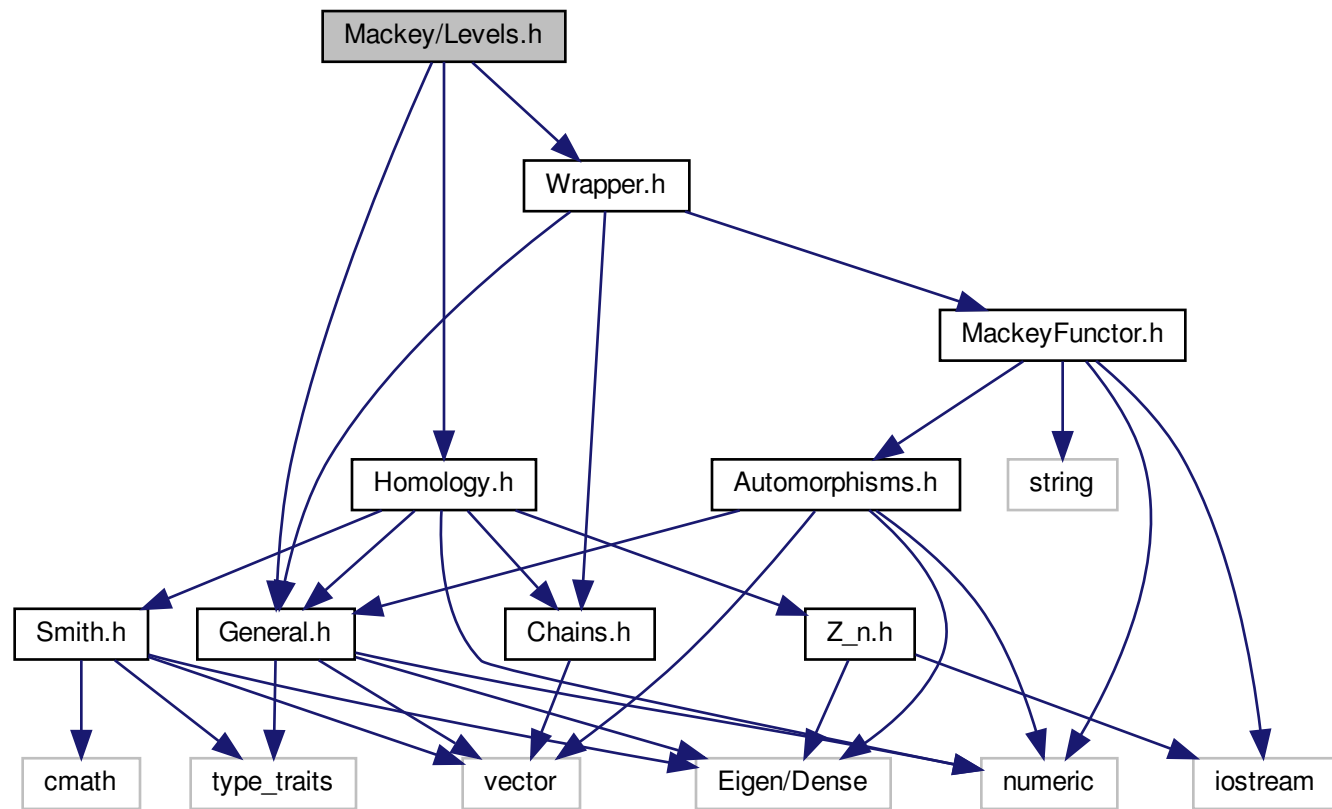 Mackey/Levels.h
Wrapper.h
MackeyFunctor.h
Homology.h
Automorphisms.h
string
Smith.h
General.h
Chains.h
Z_n.h
cmath
type_traits
vector
Eigen/Dense
numeric
iostream